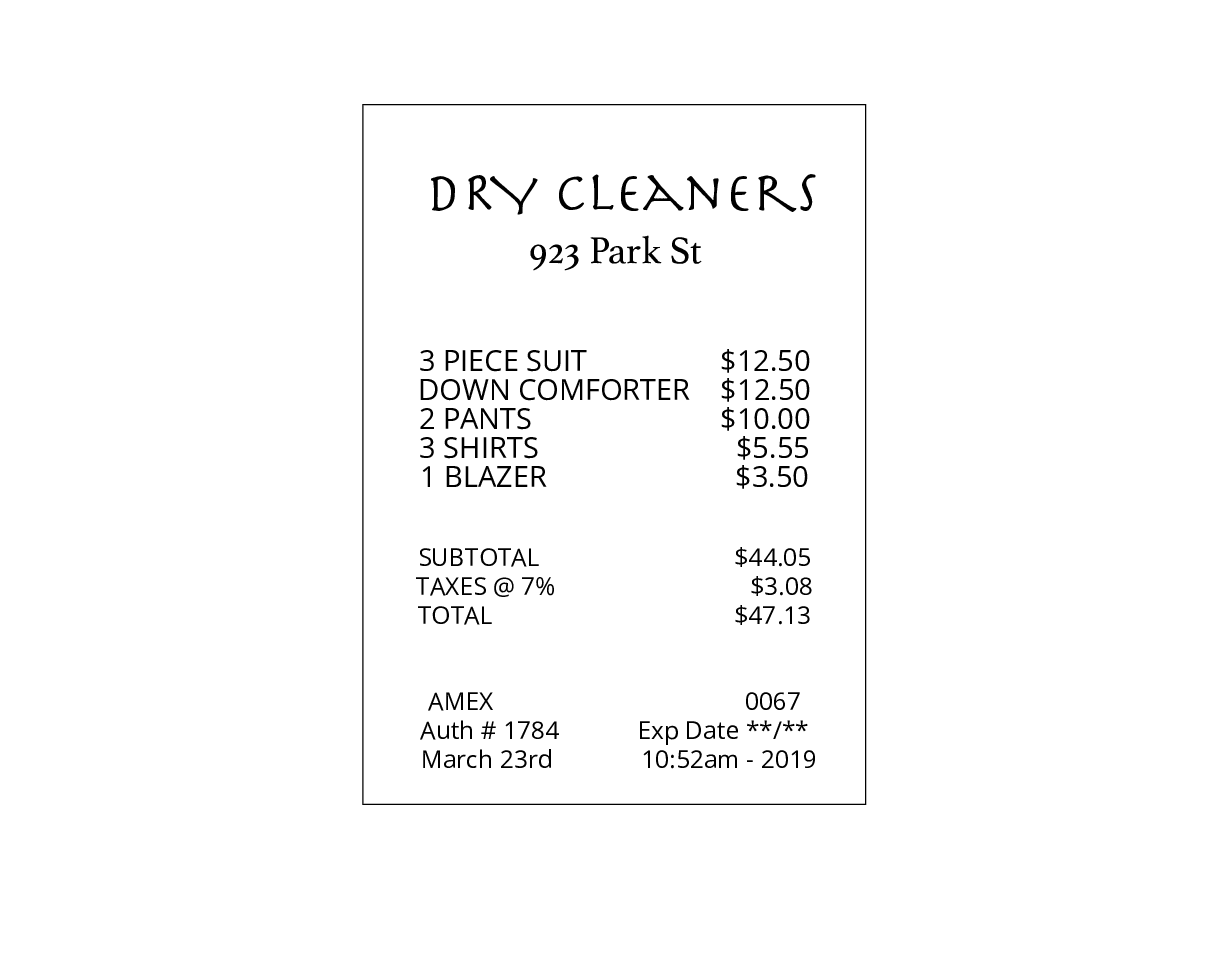 DRY CLEANERS
923 Park St
3 PIECE SUIT $12.50
DOWN COMFORTER $12.50
2 PANTS $10.00
3 SHIRTS $5.55
1 BLAZER $3.50
SUBTOTAL $44.05
TAXES @ 7% $3.08
TOTAL $47.13
AMEX 0067
Auth # 1784 Exp Date **/**
March 23rd 10:52am - 2019